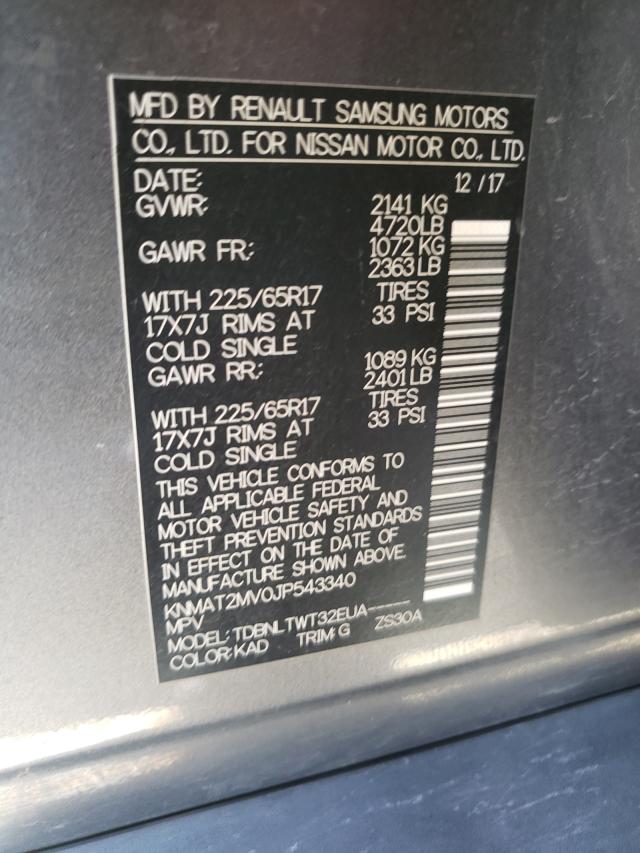 MFD BY RENAULT SAMSUNG MOTORS
CO., LTD. FOR NISSAN MOTOR CO., LTD.
DATE: 12 / 17
GVWR: 2141 KG
4720LB
GAWR FR: 1072 KG
2363 LB
WITH 225/65R17 TIRES
17X7J RIMS AT 33 PSI
COLD SINGLE
GAWR RR: 1089 KG
2401 LB
WITH 225/65R17 TIRES
17X7J RIMS AT 33 PSI
COLD SINGLE
THIS VEHICLE CONFORMS TO
ALL APPLICABLE FEDERAL
MOTOR VEHICLE SAFETY AND
THEFT PREVENTION STANDARDS
IN EFFECT ON THE DATE OF
MANUFACTURE SHOWN ABOVE.
KNMAT2MV0JP543340
MPV
MODEL: TDBNLTWT32EUA-----
COLOR:KAD TRIM: G ZS30A